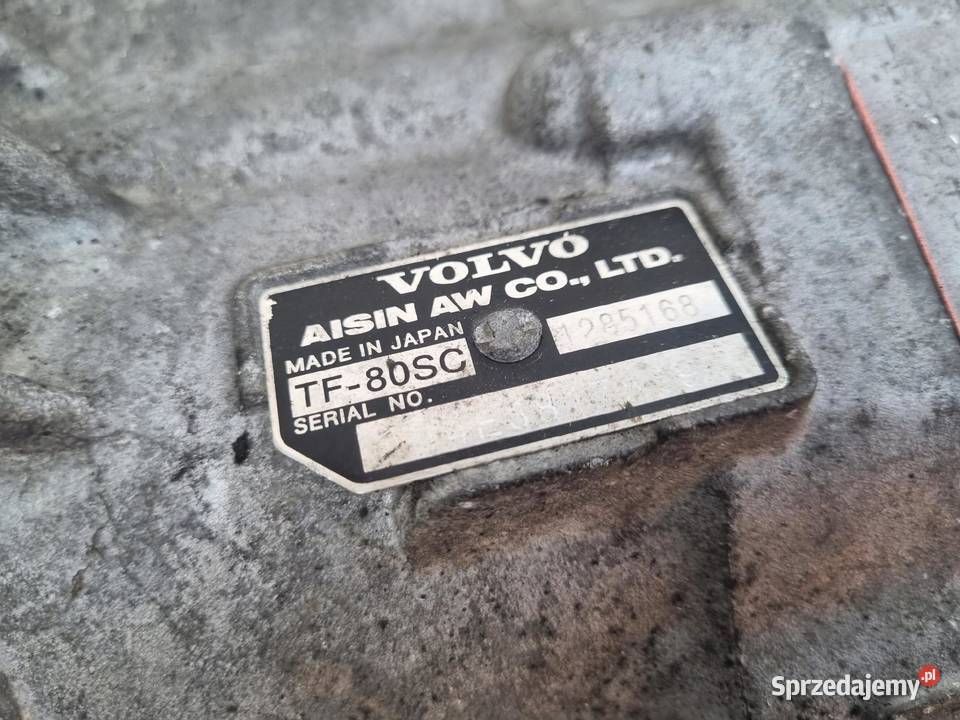 VOLVO
AISIN AW CO., LTD.
MADE IN JAPAN
TF-80SC
1285168
SERIAL NO.
Sprzedajemy.pl